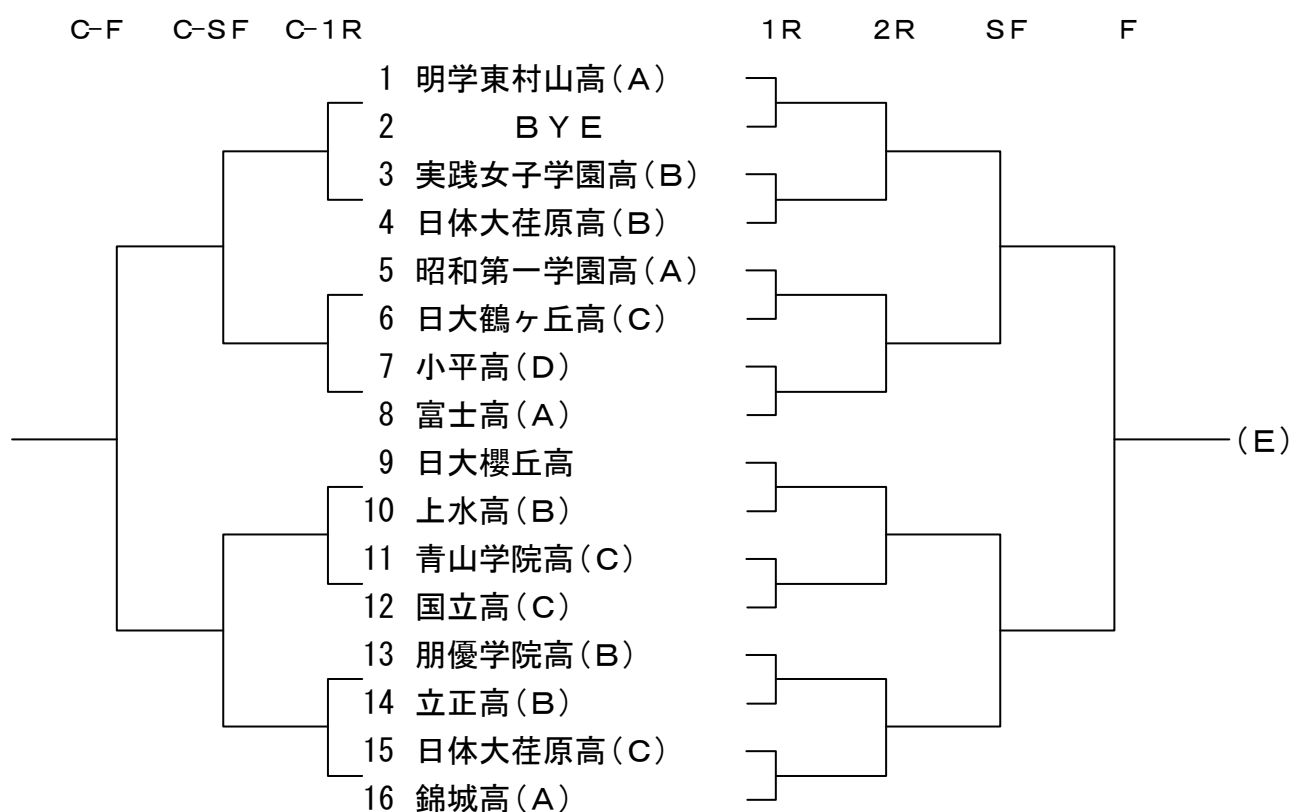 C-F C-SF C-1R 1R 2R SF F
1 明学東村山高(A)
2 BYE
3 実践女子学園高(B)
4 日体大荏原高(B)
5 昭和第一学園高(A)
6 日大鶴ヶ丘高(C)
7 小平高(D)
8 富士高(A)
(E)
9 日大櫻丘高
10 上水高(B)
11 青山学院高(C)
12 国立高(C)
13 朋優学院高(B)
14 立正高(B)
15 日体大荏原高(C)
16 錦城高(A)